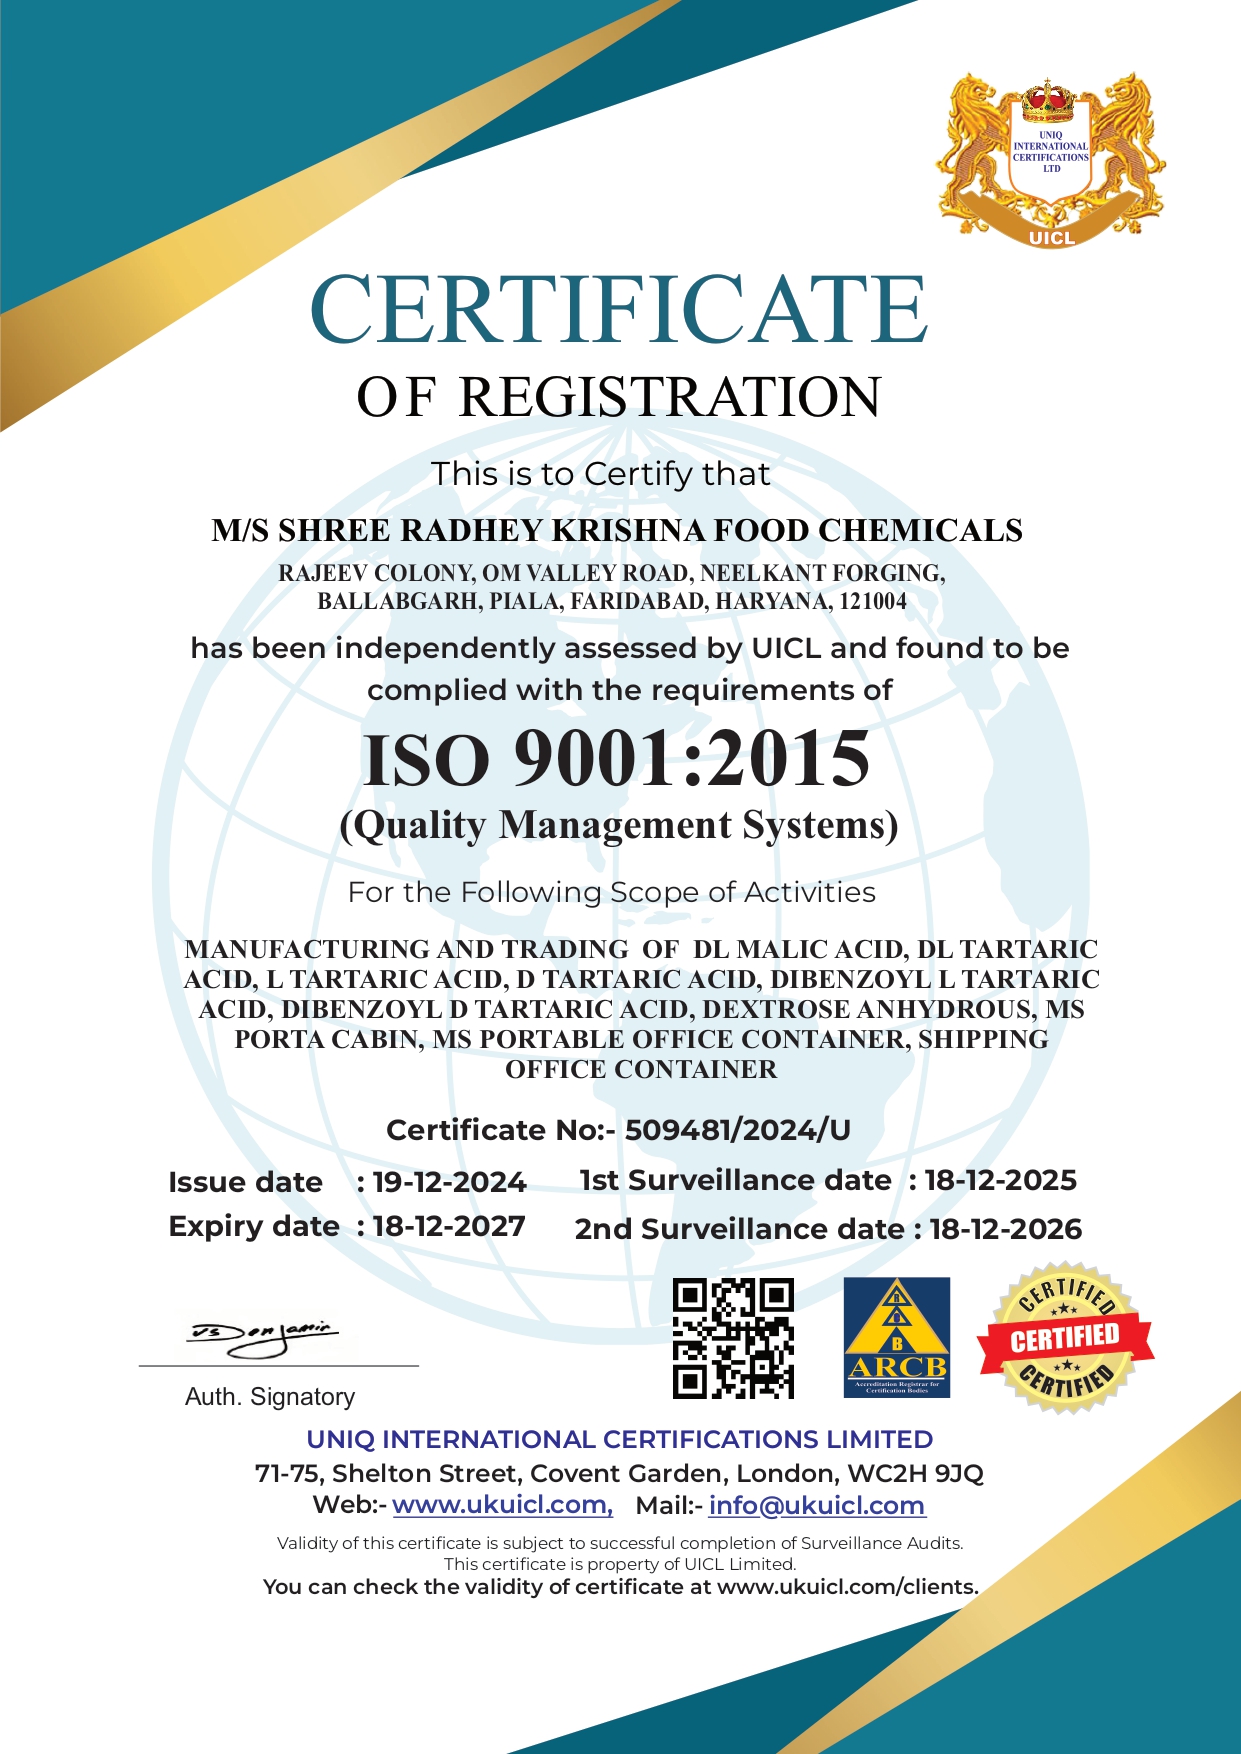 UNIQ
INTERNATIONAL
CERTIFICATIONS
LTD
UICL
CERTIFICATE
OF REGISTRATION
This is to Certify that
M/S SHREE RADHEY KRISHNA FOOD CHEMICALS
RAJEEV COLONY, OM VALLEY ROAD, NEELKANT FORGING,
BALLABGARH, PIALA, FARIDABAD, HARYANA, 121004
has been independently assessed by UICL and found to be
complied with the requirements of
ISO 9001:2015
(Quality Management Systems)
For the Following Scope of Activities
MANUFACTURING AND TRADING OF DL MALIC ACID, DL TARTARIC
ACID, L TARTARIC ACID, D TARTARIC ACID, DIBENZOYL L TARTARIC
ACID, DIBENZOYL D TARTARIC ACID, DEXTROSE ANHYDROUS, MS
PORTA CABIN, MS PORTABLE OFFICE CONTAINER, SHIPPING
OFFICE CONTAINER
Certificate No:- 509481/2024/U
Issue date : 19-12-2024
1st Surveillance date : 18-12-2025
Expiry date : 18-12-2027
2nd Surveillance date : 18-12-2026
Auth. Signatory
B
ARCB
Accreditation Registrar for
Certification Bodies
CERTIFIED
CERTIFIED
CERTIFIED
UNIQ INTERNATIONAL CERTIFICATIONS LIMITED
71-75, Shelton Street, Covent Garden, London, WC2H 9JQ
Web:- www.ukuicl.com, Mail:- info@ukuicl.com
Validity of this certificate is subject to successful completion of Surveillance Audits.
This certificate is property of UICL Limited.
You can check the validity of certificate at www.ukuicl.com/clients.